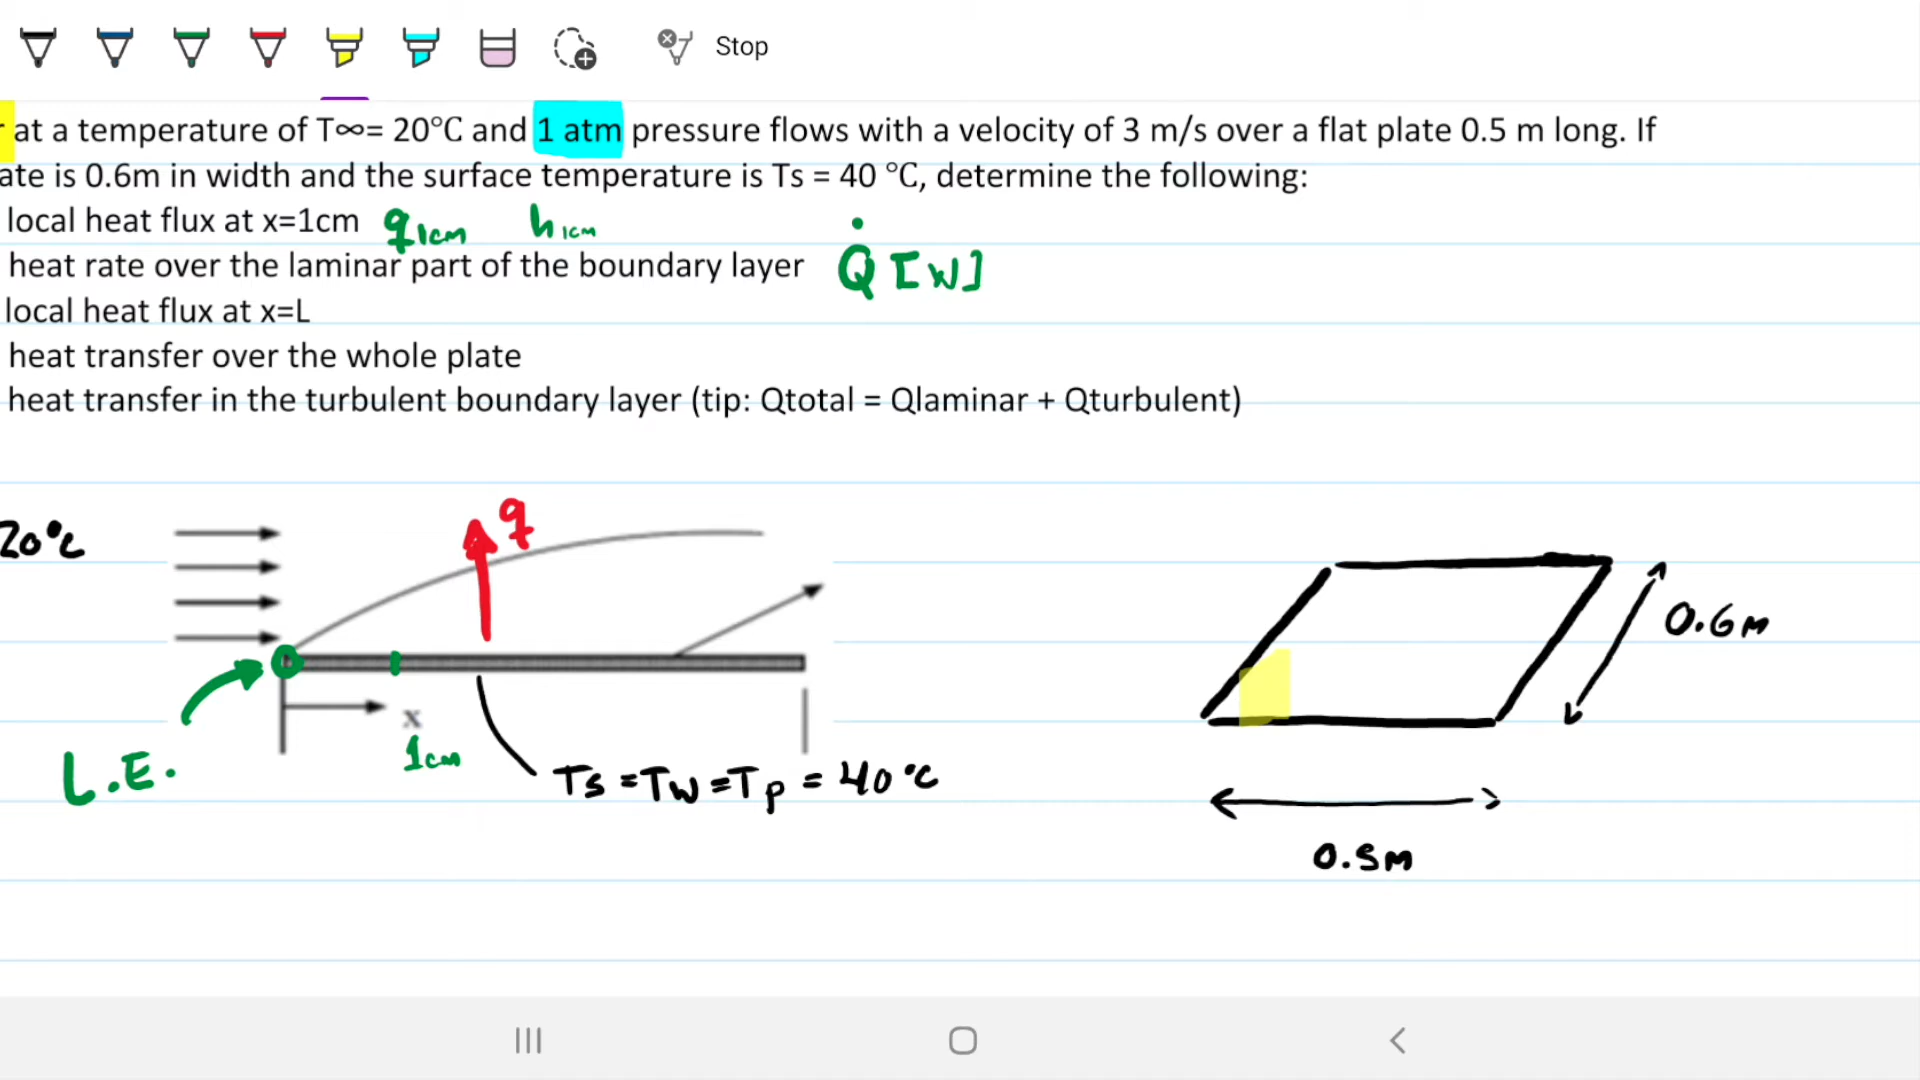 Stop
at a temperature of T∞= 20°C and 1 atm pressure flows with a velocity of 3 m/s over a flat plate 0.5 m long. If
ate is 0.6m in width and the surface temperature is Ts = 40 °C, determine the following:
local heat flux at x=1cm q1cm h1cm
heat rate over the laminar part of the boundary layer Q̇ [W]
local heat flux at x=L
heat transfer over the whole plate
heat transfer in the turbulent boundary layer (tip: Qtotal = Qlaminar + Qturbulent)
q
20°C
0.6m
x
1cm
L.E.
Ts = Tw = Tp = 40°C
0.5m